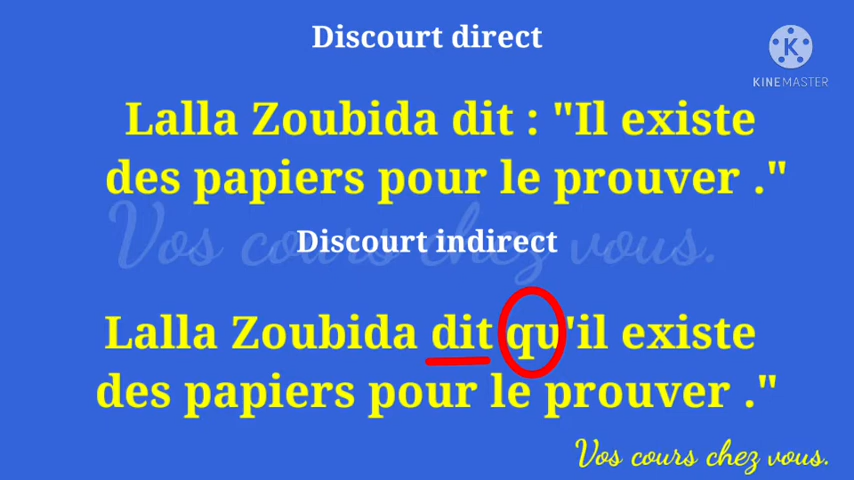 Discourt direct
K
KINEMASTER
Lalla Zoubida dit : "Il existe
des papiers pour le prouver ."
Vos cours chez vous.
Discourt indirect
Lalla Zoubida dit qu'il existe
des papiers pour le prouver ."
Vos cours chez vous.